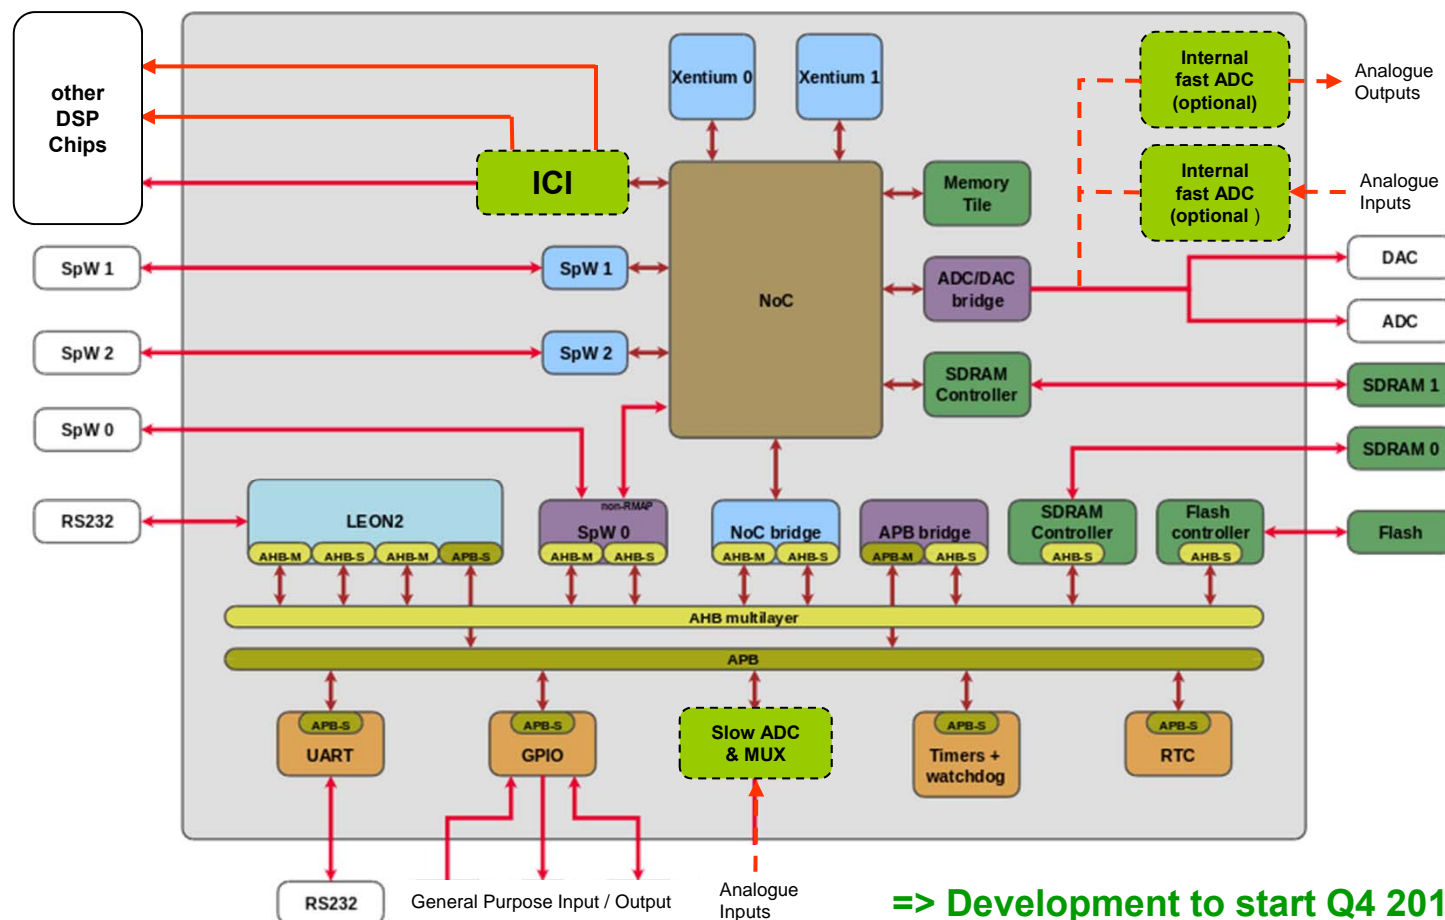 other
DSP
Chips
Xentium 0
Xentium 1
Internal
fast ADC
(optional)
Analogue
Outputs
ICI
Memory
Tile
Internal
fast ADC
(optional )
Analogue
Inputs
SpW 1
SpW 1
NoC
ADC/DAC
bridge
DAC
ADC
SpW 2
SpW 2
SDRAM
Controller
SDRAM 1
SpW 0
SDRAM 0
RS232
LEON2
AHB-M
AHB-S
AHB-M
APB-S
non-RMAP
SpW 0
AHB-M
AHB-S
NoC bridge
AHB-M
AHB-S
APB bridge
APB-M
AHB-S
SDRAM
Controller
AHB-S
Flash
controller
AHB-S
Flash
AHB multilayer
APB
APB-S
UART
APB-S
GPIO
Slow ADC
& MUX
APB-S
Timers +
watchdog
APB-S
RTC
RS232
General Purpose Input / Output
Analogue
Inputs
=> Development to start Q4 201